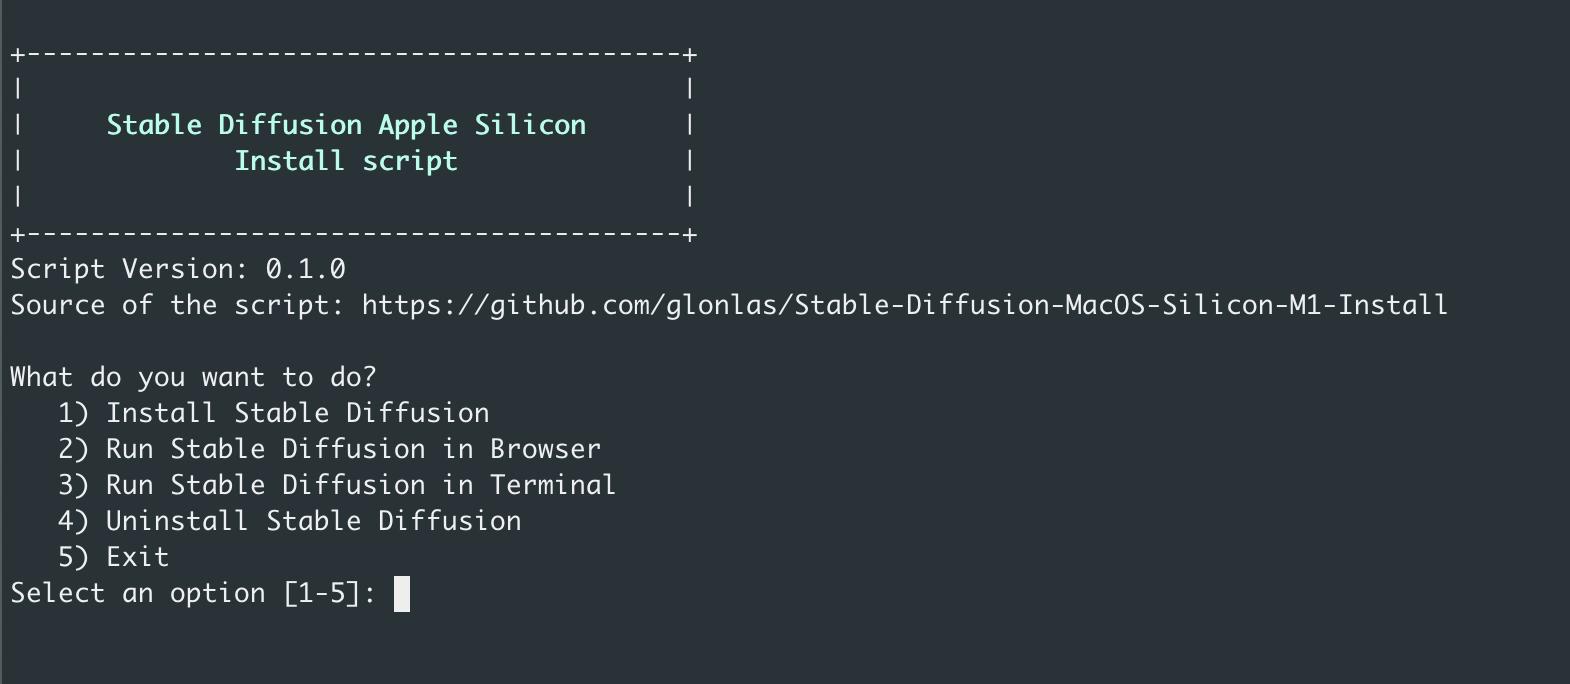 +-----------------------------------------+
|                                         |
|     Stable Diffusion Apple Silicon      |
|             Install script              |
|                                         |
+-----------------------------------------+
Script Version: 0.1.0
Source of the script: https://github.com/glonlas/Stable-Diffusion-MacOS-Silicon-M1-Install
What do you want to do?
1) Install Stable Diffusion
2) Run Stable Diffusion in Browser
3) Run Stable Diffusion in Terminal
4) Uninstall Stable Diffusion
5) Exit
Select an option [1-5]: